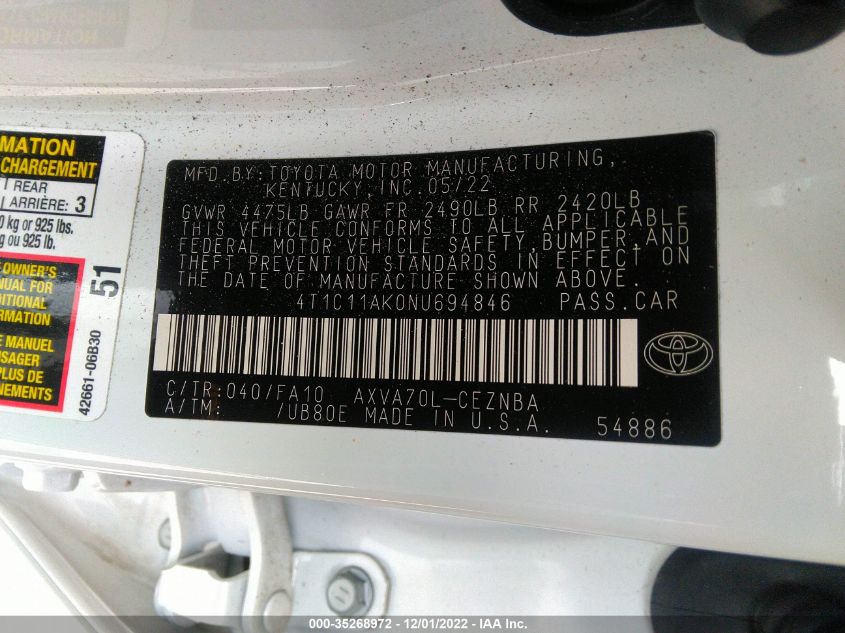 MATION
CHARGEMENT
REAR
ARRIÈRE: 3
kg or 925 lbs.
g ou 925 lb.
OWNER'S
MANUAL FOR
DITIONAL
ORMATION
E MANUEL
USAGER
PLUS DE
51
42661-06B30
MFD.BY:TOYOTA MOTOR MANUFACTURING,
KENTUCKY,INC.05/22
GVWR 4475LB GAWR FR 2490LB RR 2420LB
THIS VEHICLE CONFORMS TO ALL APPLICABLE
FEDERAL MOTOR VEHICLE SAFETY,BUMPER,AND
THEFT PREVENTION STANDARDS IN EFFECT ON
THE DATE OF MANUFACTURE SHOWN ABOVE.
4T1C11AK0NU694846 PASS.CAR
C/TR:040/FA10 AXVA70L-CEZNBA
A/TM: /UB80E MADE IN U.S.A.
54886
000-35268972 - 12/01/2022 - IAA Inc.